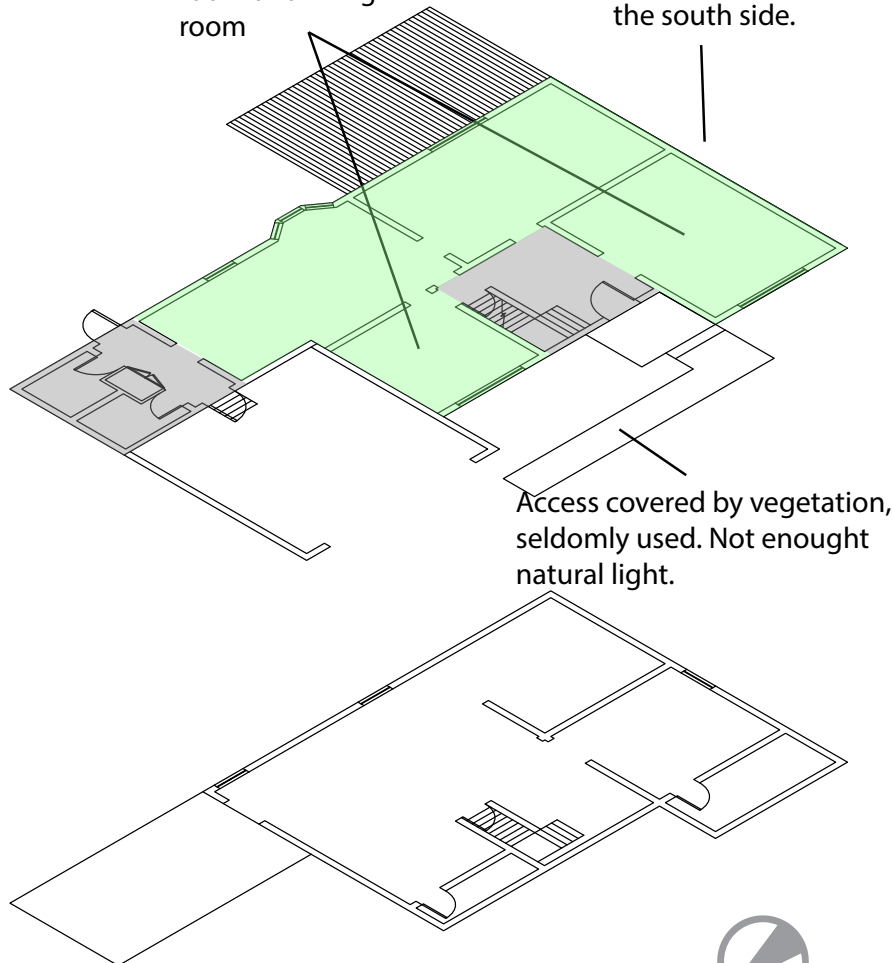 room
the south side.
Access covered by vegetation,
seldomly used. Not enought
natural light.